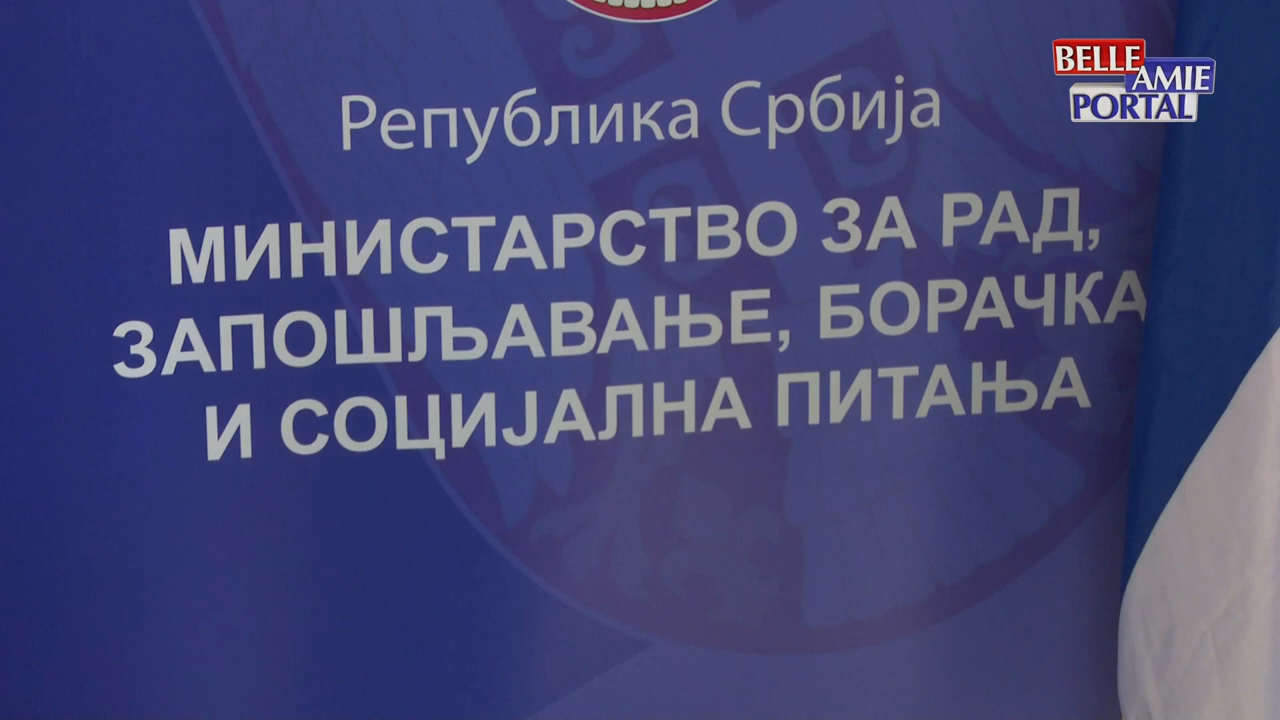 BELLE
AMIE
PORTAL
Република Србија
МИНИСТАРСТВО ЗА РАД,
ЗАПОШЉАВАЊЕ, БОРАЧКА
И СОЦИЈАЛНА ПИТАЊА